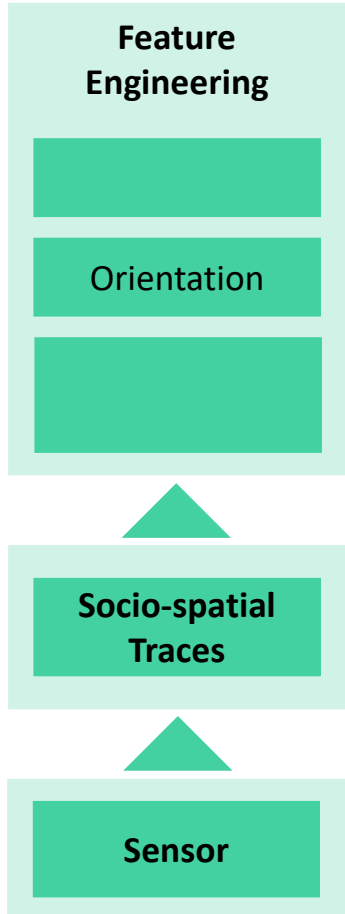 Feature
Engineering
Orientation
Socio-spatial
Traces
Sensor